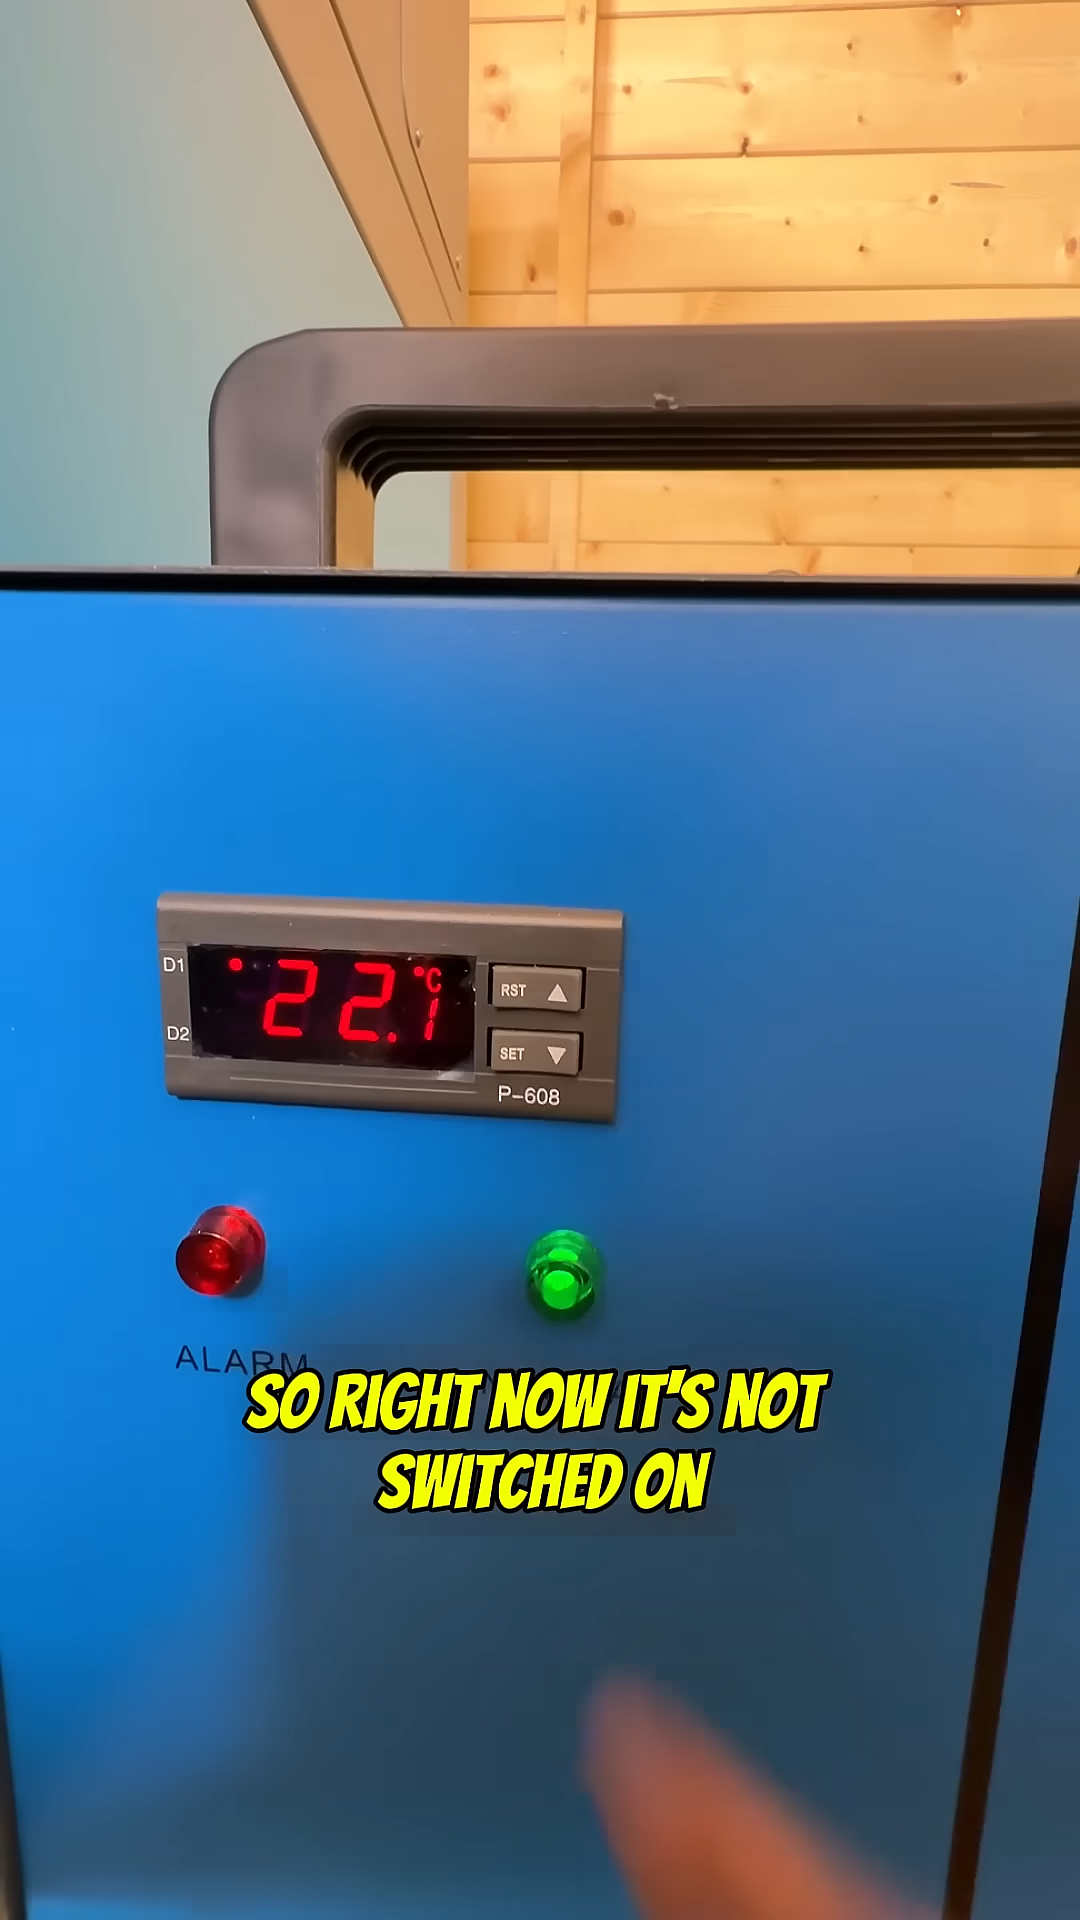 D1
22.1 °C
RST
D2
SET
P-608
ALARM
SO RIGHT NOW IT'S NOT
SWITCHED ON